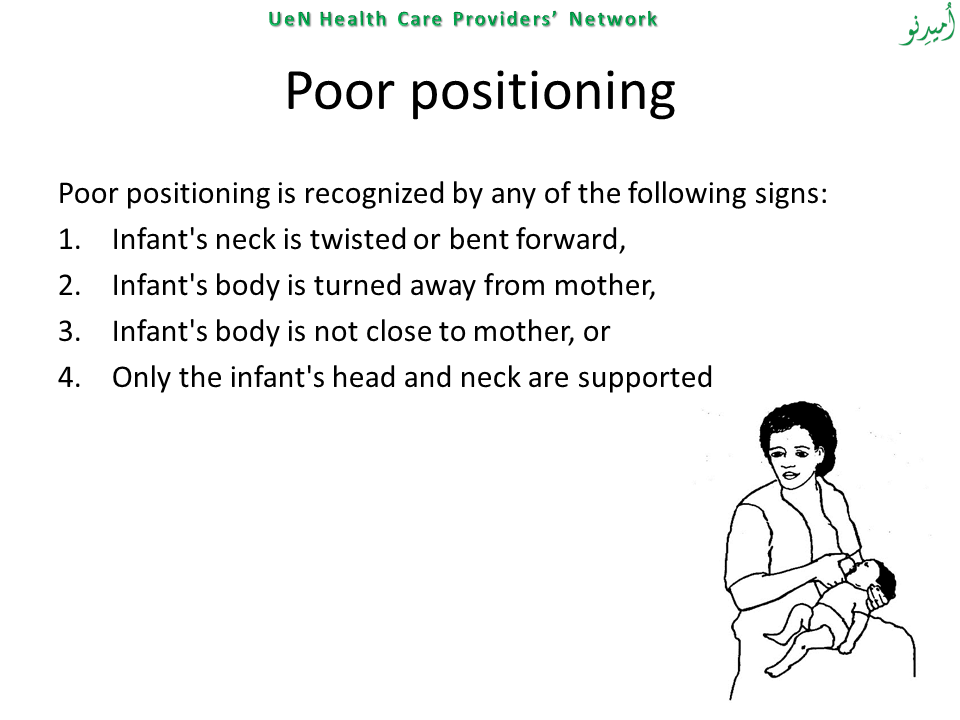 UeN Health Care Providers’ Network
اُمیدِنو
Poor positioning
Poor positioning is recognized by any of the following signs:
1. Infant's neck is twisted or bent forward,
2. Infant's body is turned away from mother,
3. Infant's body is not close to mother, or
4. Only the infant's head and neck are supported